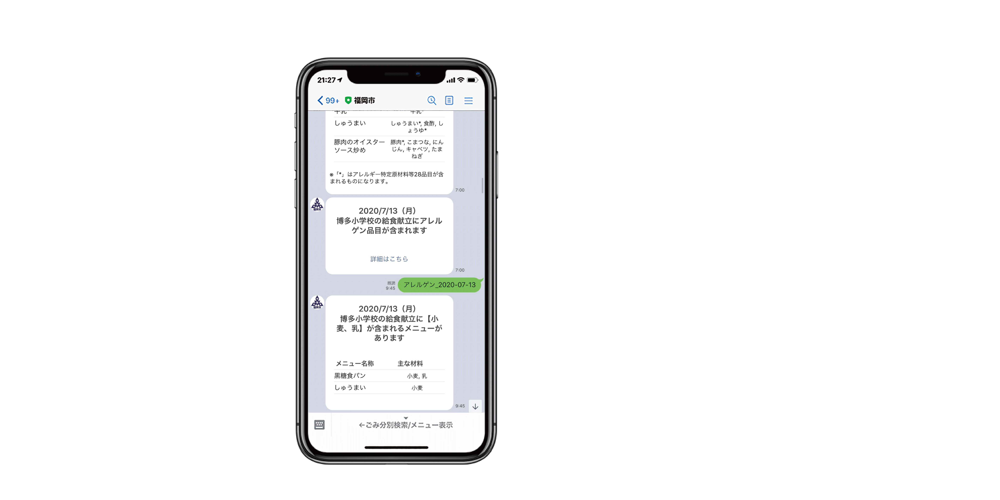 21:27
99+ 福岡市
牛乳 牛乳*
しゅうまい しゅうまい*, 食酢, し
ょうゆ*
豚肉のオイスター 豚肉*, こまつな, にん
ソース炒め じん, キャベツ, たま
ねぎ
※「*」はアレルギー特定原材料等28品目が含
まれるものになります。
7:00
福岡市
2020/7/13（月）
博多小学校の給食献立にアレル
ゲン品目が含まれます
詳細はこちら
7:00
既読
9:45
アレルゲン_2020-07-13
福岡市
2020/7/13（月）
博多小学校の給食献立に【小
麦、乳】が含まれるメニューが
あります
メニュー名称 主な材料
黒糖食パン 小麦, 乳
しゅうまい 小麦
9:45
←ごみ分別検索/メニュー表示